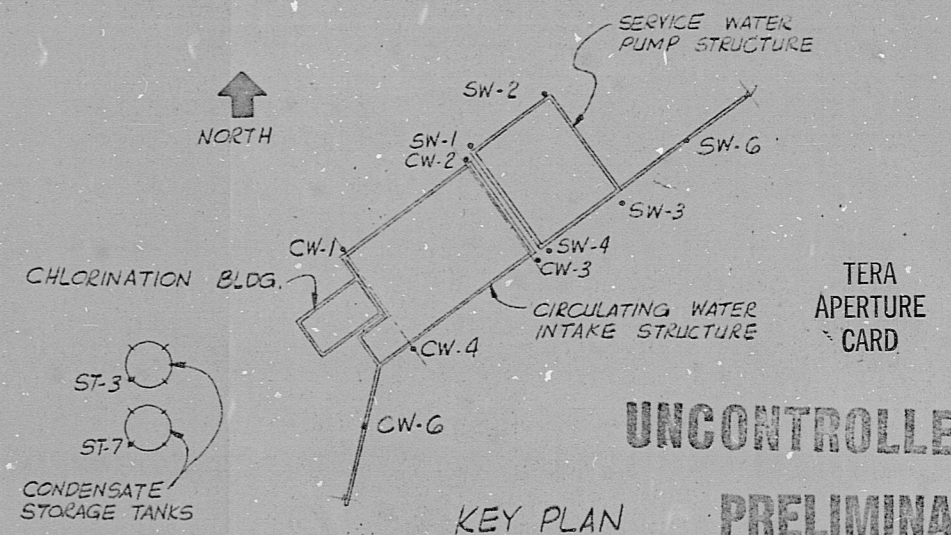 SERVICE WATER
PUMP STRUCTURE
NORTH
SW-2
SW-1
CW-2
SW-6
SW-3
CW-1
SW-4
CW-3
CHLORINATION BLDG.
CIRCULATING WATER
INTAKE STRUCTURE
TERA
APERTURE
CARD
CW-4
ST-3
ST-7
CW-6
CONDENSATE
STORAGE TANKS
KEY PLAN
UNCONTROLLE
PRELIMINA